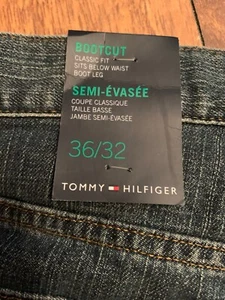 BOOTCUT
CLASSIC FIT
SITS BELOW WAIST
BOOT LEG
SEMI-ÉVASÉE
COUPE CLASSIQUE
TAILLE BASSE
JAMBE SEMI-ÉVASÉE
36/32
TOMMY HILFIGER